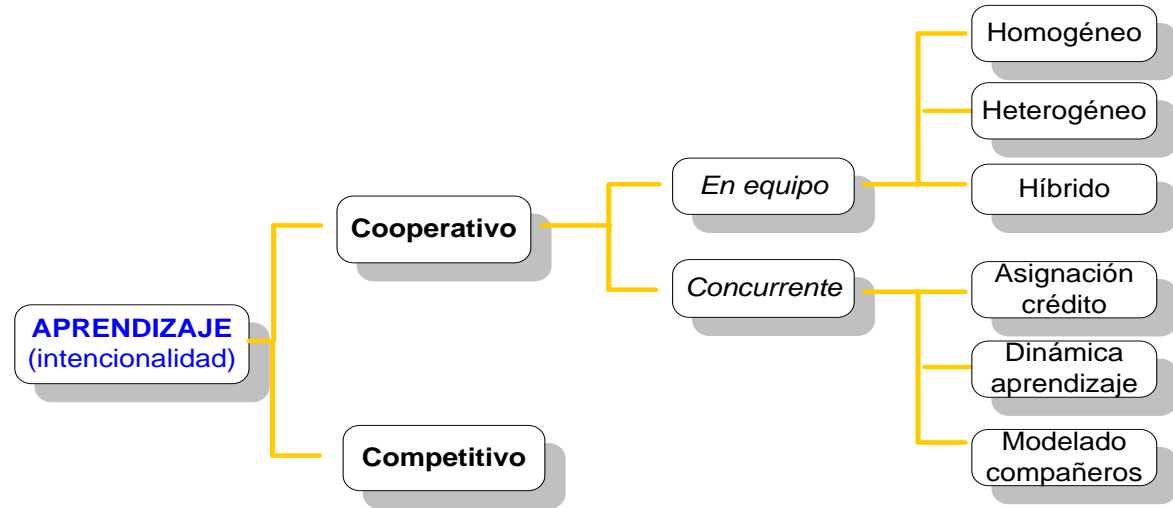 Homogéneo
Heterogéneo
En equipo
Híbrido
Cooperativo
Concurrente
Asignación
crédito
APRENDIZAJE
(intencionalidad)
Dinámica
aprendizaje
Competitivo
Modelado
compañeros